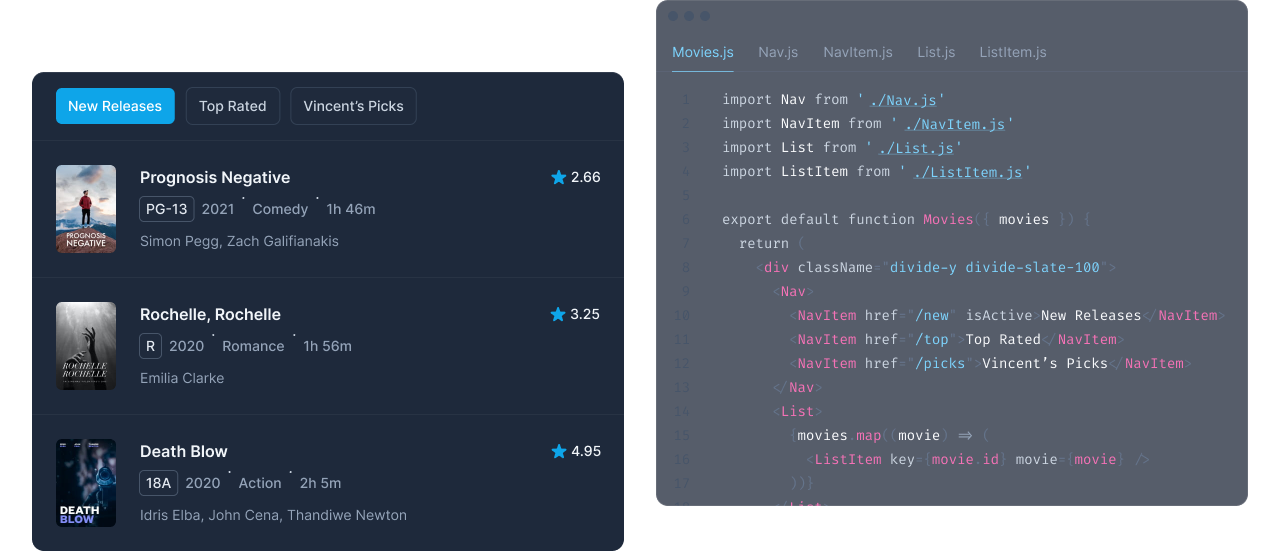 New Releases Top Rated Vincent’s Picks
Prognosis Negative ★ 2.66
PG-13 2021 · Comedy · 1h 46m
Simon Pegg, Zach Galifianakis
PROGNOSIS
NEGATIVE
Rochelle, Rochelle ★ 3.25
R 2020 · Romance · 1h 56m
Emilia Clarke
ROCHELLE
ROCHELLE
Death Blow ★ 4.95
18A 2020 · Action · 2h 5m
Idris Elba, John Cena, Thandiwe Newton
DEATH
BLOW
Movies.js Nav.js NavItem.js List.js ListItem.js
1 import Nav from './Nav.js'
2 import NavItem from './NavItem.js'
3 import List from './List.js'
4 import ListItem from './ListItem.js'
5
6 export default function Movies({ movies }) {
7 return (
8 <div className="divide-y divide-slate-100">
9 <Nav>
10 <NavItem href="/new" isActive>New Releases</NavItem>
11 <NavItem href="/top">Top Rated</NavItem>
12 <NavItem href="/picks">Vincent’s Picks</NavItem>
13 </Nav>
14 <List>
15 {movies.map((movie) => (
16 <ListItem key={movie.id} movie={movie} />
17 ))}
</List>